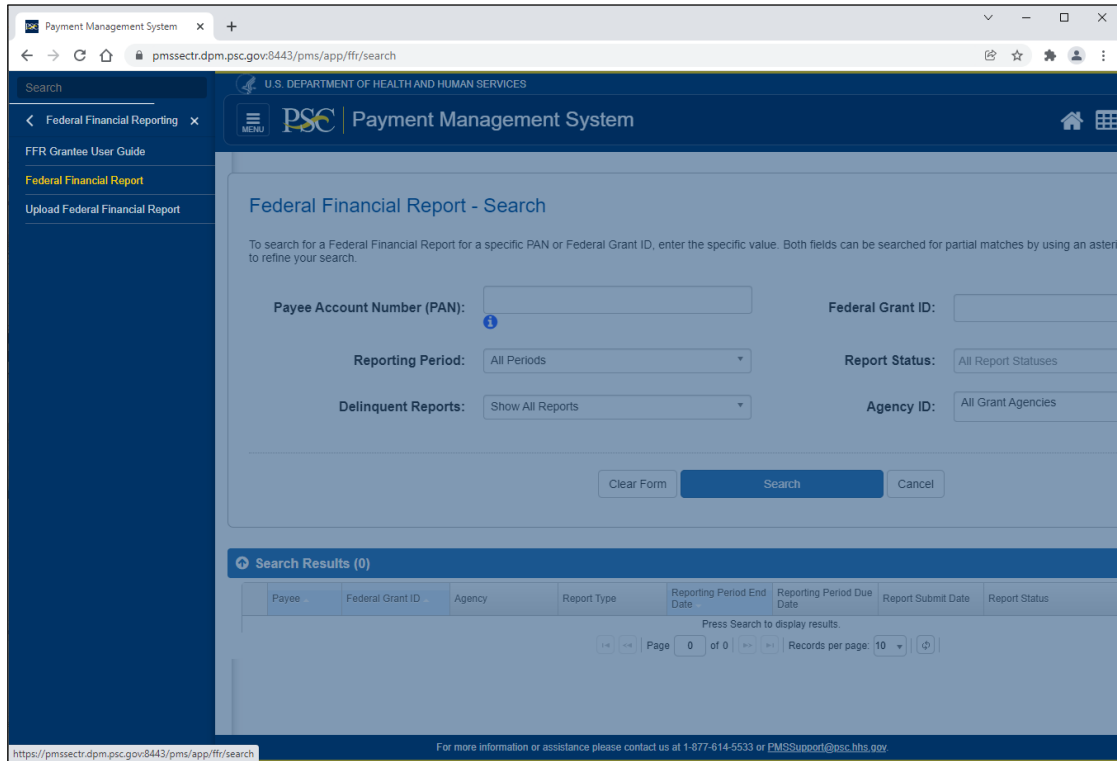 Payment Management System
pmssectr.dpm.psc.gov:8443/pms/app/ffr/search
Search
Federal Financial Reporting
FFR Grantee User Guide
Federal Financial Report
Upload Federal Financial Report
U.S. DEPARTMENT OF HEALTH AND HUMAN SERVICES
MENU PSC Payment Management System
Federal Financial Report - Search
To search for a Federal Financial Report for a specific PAN or Federal Grant ID, enter the specific value. Both fields can be searched for partial matches by using an asteri
to refine your search.
Payee Account Number (PAN): Federal Grant ID:
Reporting Period: All Periods Report Status: All Report Statuses
Delinquent Reports: Show All Reports Agency ID: All Grant Agencies
Clear Form Search Cancel
Search Results (0)
Payee Federal Grant ID Agency Report Type Reporting Period End Date Reporting Period Due Date Report Submit Date Report Status
Press Search to display results.
Page 0 of 0 Records per page: 10
For more information or assistance please contact us at 1-877-614-5533 or PMSSupport@psc.hhs.gov.
https://pmssectr.dpm.psc.gov:8443/pms/app/ffr/search